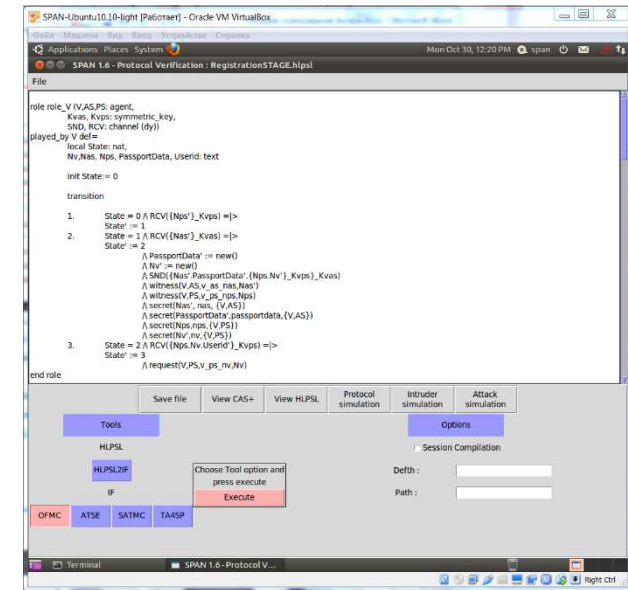 SPAN-Ubuntu10.10-light [Работает] - Oracle VM VirtualBox
Файл Машина Вид Ввод Устройства Справка
Applications Places System Mon Oct 30, 12:20 PM span
SPAN 1.6 - Protocol Verification : RegistrationSTAGE.hlpsl
File
role role_V (V,AS,PS: agent,
Kvas, Kvps: symmetric_key,
SND, RCV: channel (dy))
played_by V def=
local State: nat,
Nv,Nas, Nps, PassportData, Userid: text
init State:= 0
transition
1. State = 0 /\ RCV({Nps'}_Kvps) =|>
State' := 1
2. State = 1 /\ RCV({Nas'}_Kvas) =|>
State' := 2
/\ PassportData' := new()
/\ Nv' := new()
/\ SND({Nas'.PassportData'.{Nps.Nv'}_Kvps}_Kvas)
/\ witness(V,AS,v_as_nas,Nas')
/\ witness(V,PS,v_ps_nps,Nps)
/\ secret(Nas', nas, {V,AS})
/\ secret(PassportData',passportdata,{V,AS})
/\ secret(Nps,nps,{V,PS})
/\ secret(Nv',nv,{V,PS})
3. State = 2 /\ RCV({Nps.Nv.Userid'}_Kvps) =|>
State' := 3
/\ request(V,PS,v_ps_nv,Nv)
end role
Save file View CAS+ View HLPSL Protocol simulation Intruder simulation Attack simulation
Tools Options
HLPSL Session Compilation
HLPSL2IF Choose Tool option and press execute Defth :
IF Execute Path :
OFMC ATSE SATMC TA4SP
Terminal SPAN 1.6 - Protocol V...
Right Ctrl